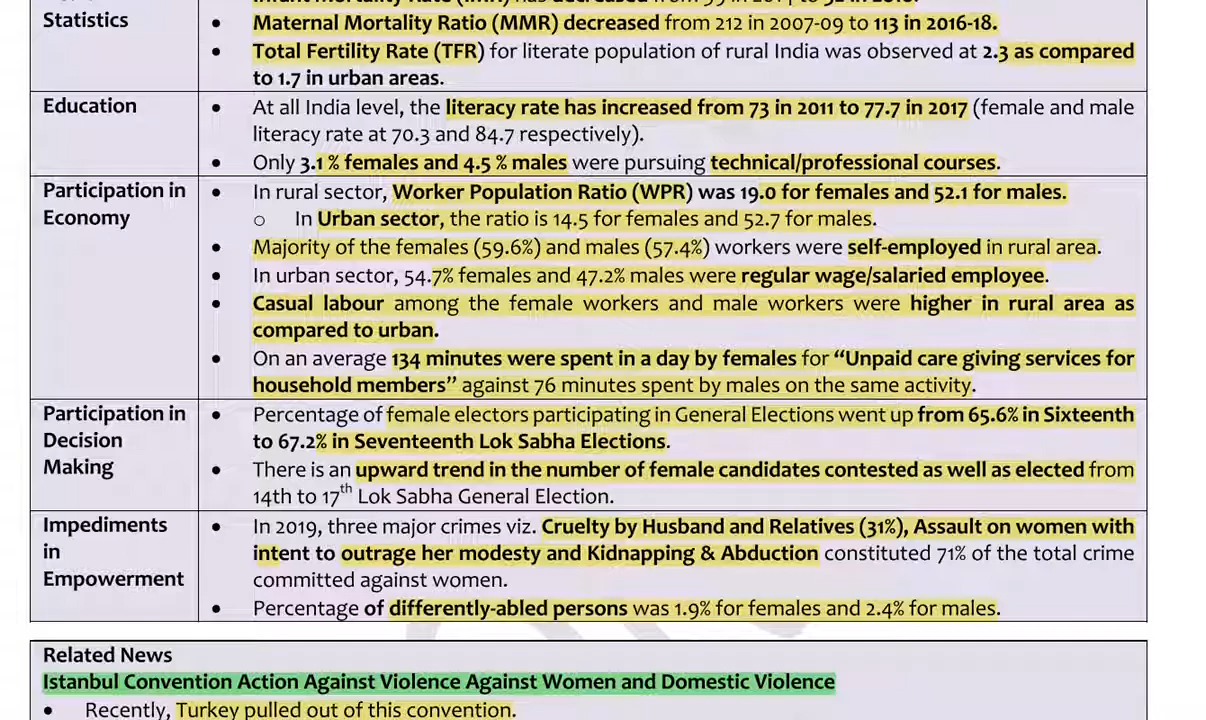 Statistics
• Maternal Mortality Ratio (MMR) decreased from 212 in 2007-09 to 113 in 2016-18.
• Total Fertility Rate (TFR) for literate population of rural India was observed at 2.3 as compared
to 1.7 in urban areas.
Education
• At all India level, the literacy rate has increased from 73 in 2011 to 77.7 in 2017 (female and male
literacy rate at 70.3 and 84.7 respectively).
• Only 3.1 % females and 4.5 % males were pursuing technical/professional courses.
Participation in
Economy
• In rural sector, Worker Population Ratio (WPR) was 19.0 for females and 52.1 for males.
o In Urban sector, the ratio is 14.5 for females and 52.7 for males.
• Majority of the females (59.6%) and males (57.4%) workers were self-employed in rural area.
• In urban sector, 54.7% females and 47.2% males were regular wage/salaried employee.
• Casual labour among the female workers and male workers were higher in rural area as
compared to urban.
• On an average 134 minutes were spent in a day by females for “Unpaid care giving services for
household members” against 76 minutes spent by males on the same activity.
Participation in
Decision
Making
• Percentage of female electors participating in General Elections went up from 65.6% in Sixteenth
to 67.2% in Seventeenth Lok Sabha Elections.
• There is an upward trend in the number of female candidates contested as well as elected from
14th to 17th Lok Sabha General Election.
Impediments
in
Empowerment
• In 2019, three major crimes viz. Cruelty by Husband and Relatives (31%), Assault on women with
intent to outrage her modesty and Kidnapping & Abduction constituted 71% of the total crime
committed against women.
• Percentage of differently-abled persons was 1.9% for females and 2.4% for males.
Related News
Istanbul Convention Action Against Violence Against Women and Domestic Violence
• Recently, Turkey pulled out of this convention.